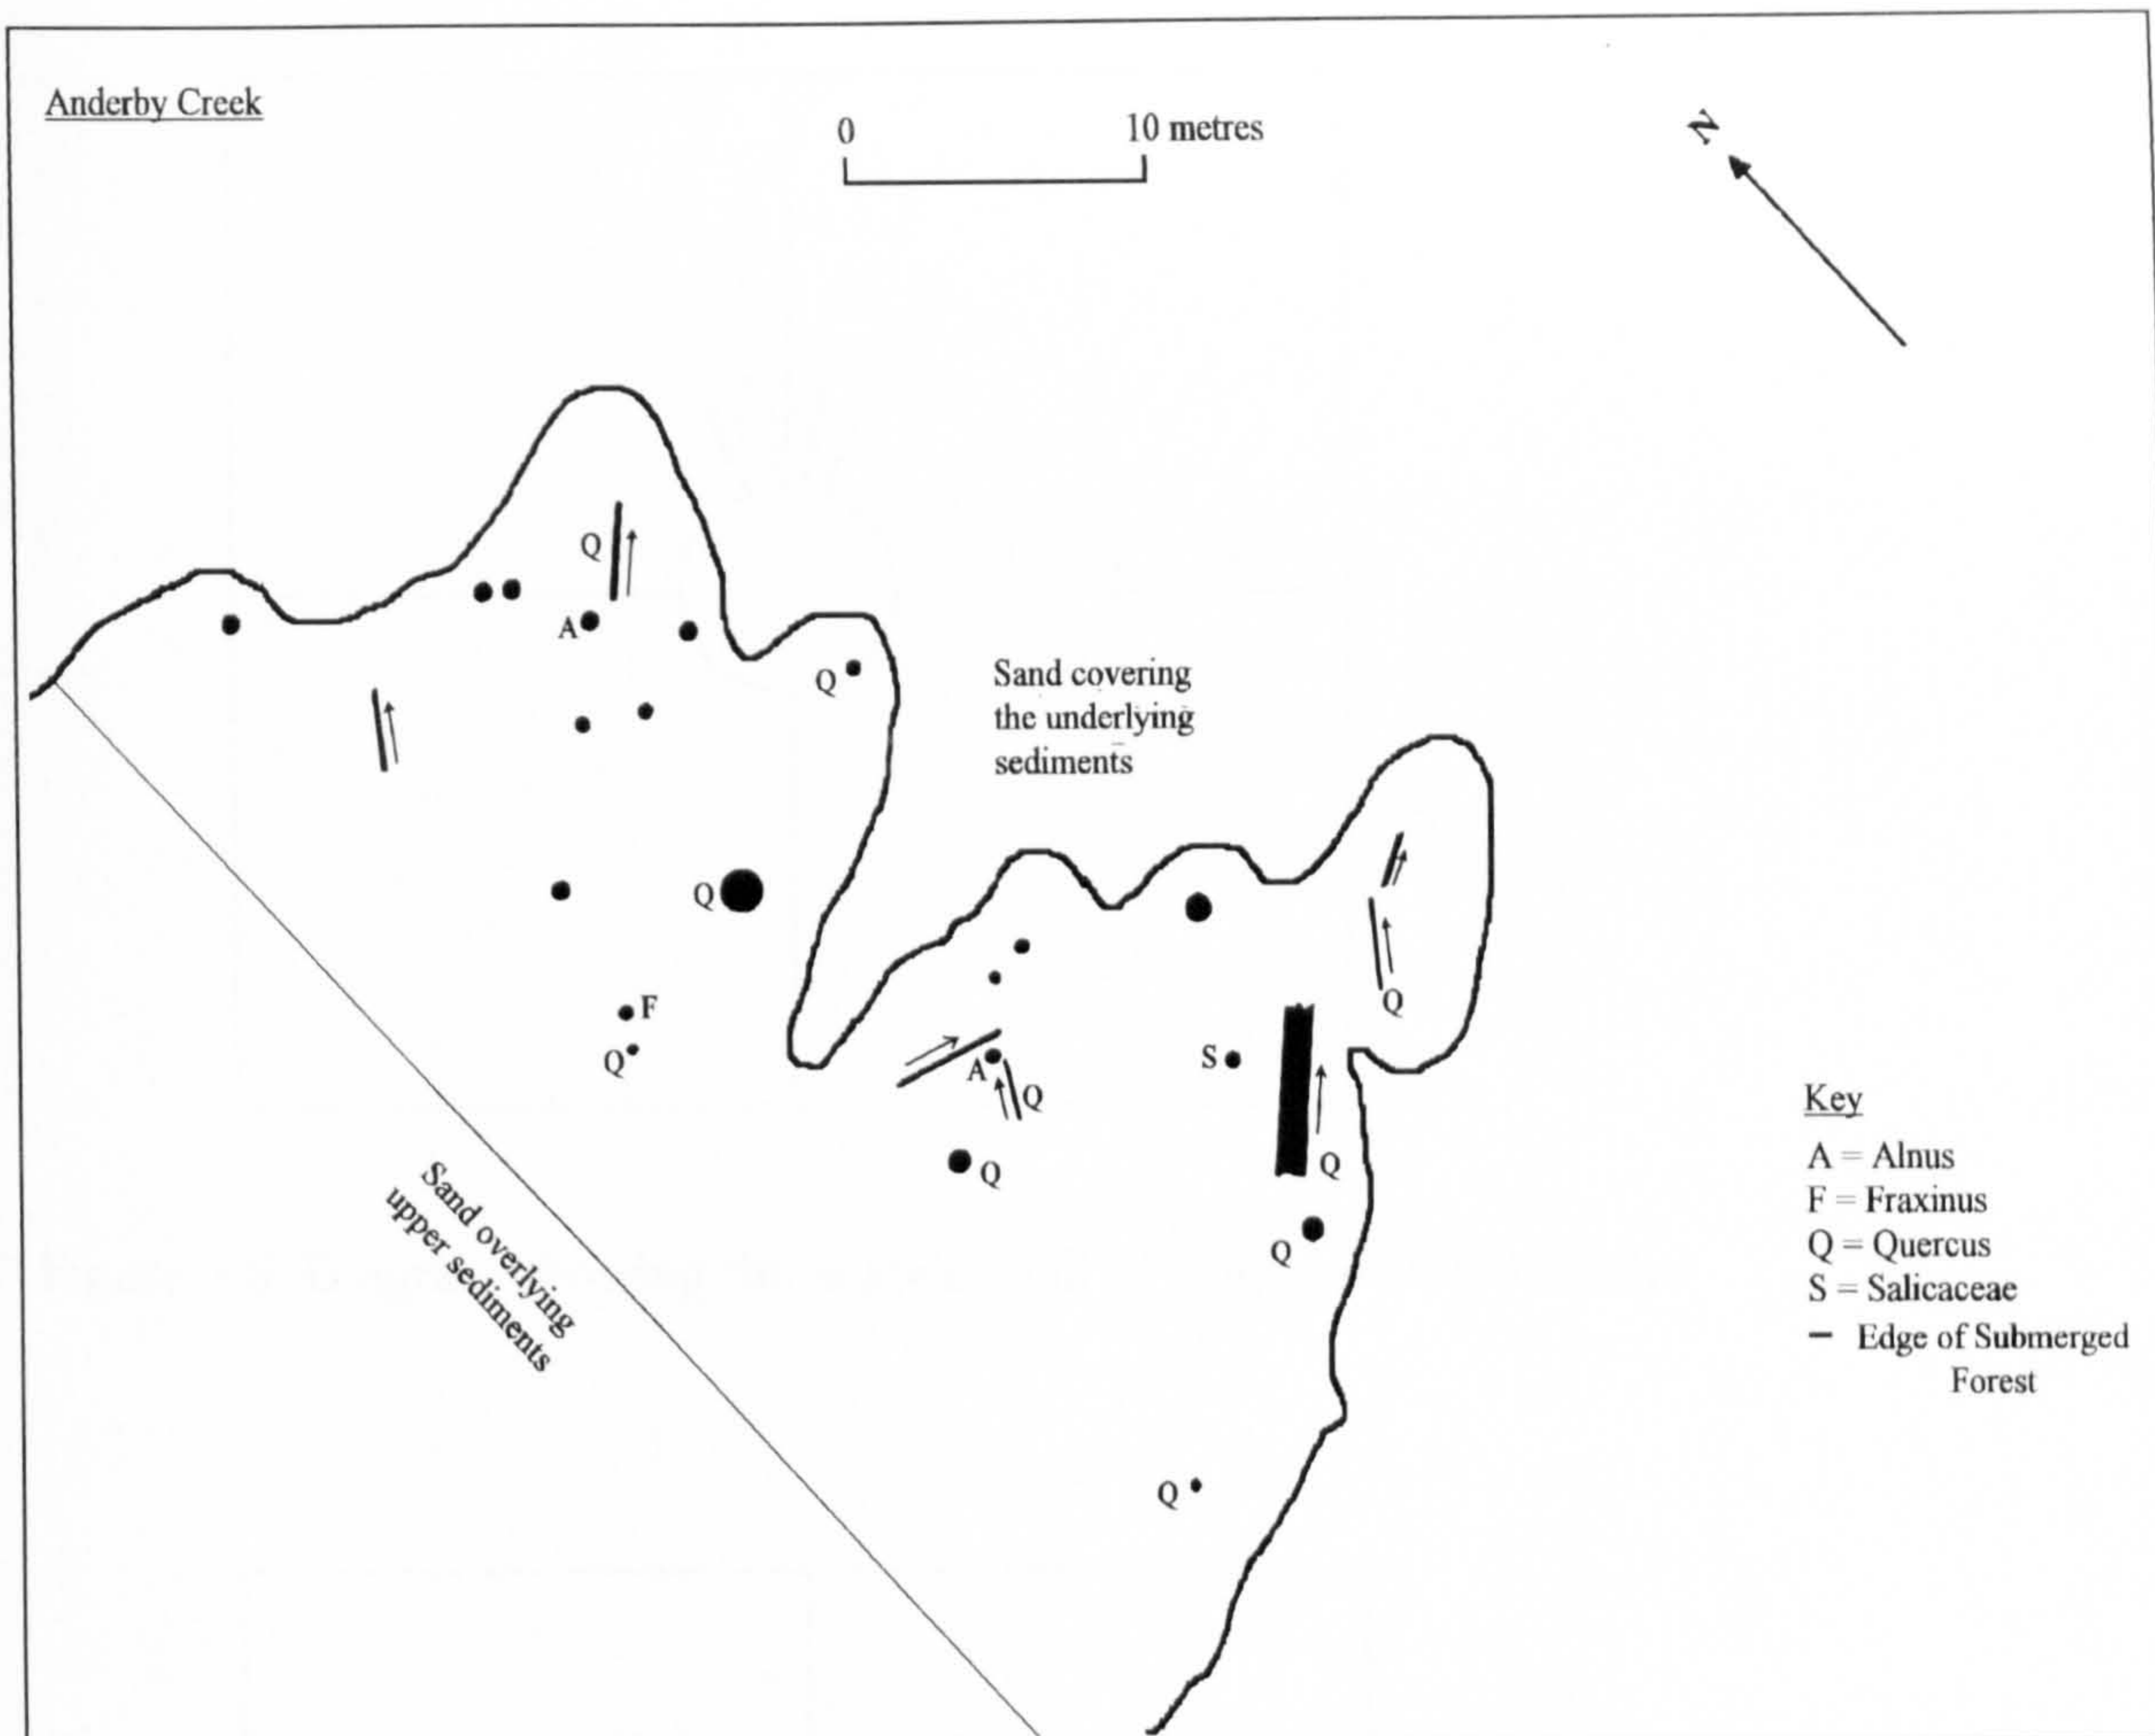 Anderby Creek
0 10 metres
N
Q
A
Q
Sand covering
the underlying
sediments
Q
F
Q
Q
S
A
Q
Q
Q
Q
Q
Sand overlying
upper sediments
Key
A = Alnus
F = Fraxinus
Q = Quercus
S = Salicaceae
– Edge of Submerged
Forest